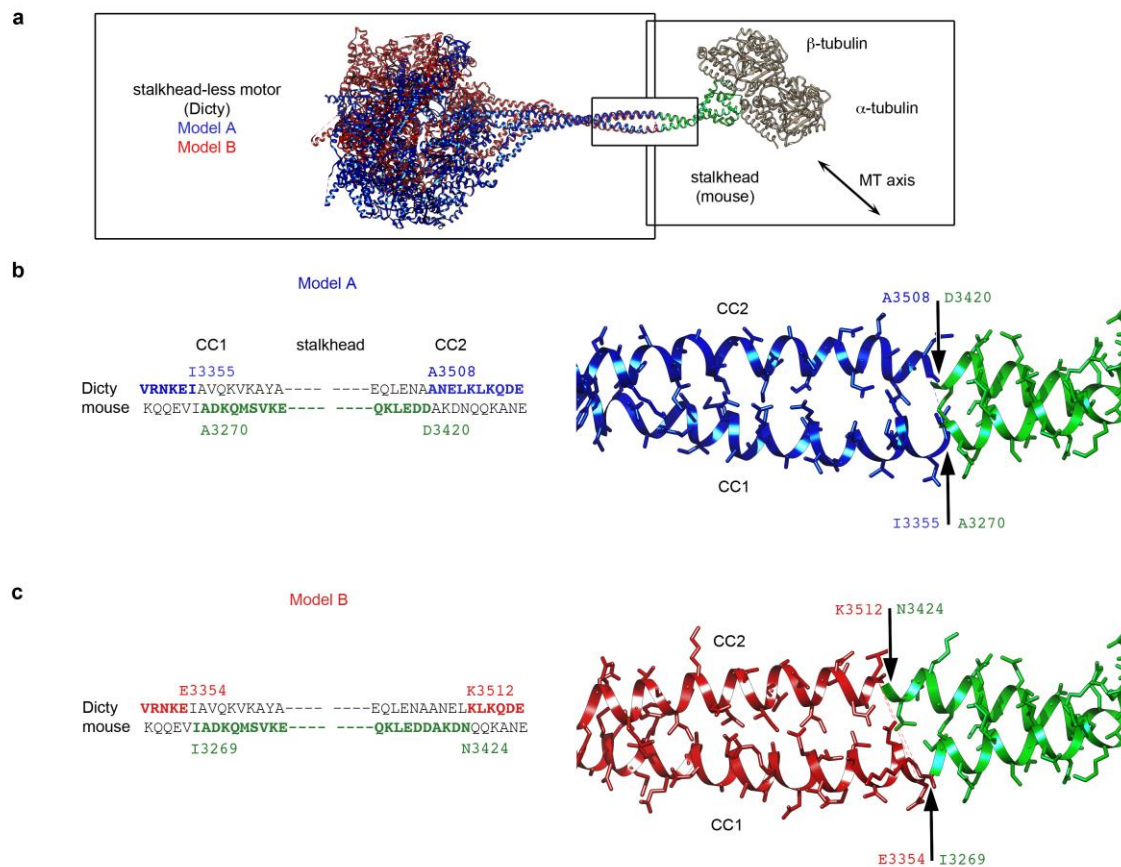 a
stalkhead-less motor
(Dicty)
Model A
Model B
β-tubulin
α-tubulin
stalkhead
(mouse)
MT axis
b
Model A
CC1 stalkhead CC2
I3355 A3508
Dicty VRNKEIAVQKVKAYA---- ----EQLENAANELKLKQDE
mouse KQQEVIADKQMSVKE---- ----QKLEDDAKDNQQKANE
A3270 D3420
A3508 D3420
CC2
CC1
I3355 A3270
c
Model B
E3354 K3512
Dicty VRNKEIAVQKVKAYA---- ----EQLENAANELKLKQDE
mouse KQQEVIADKQMSVKE---- ----QKLEDDAKDNQQKANE
I3269 N3424
K3512 N3424
CC2
CC1
E3354 I3269